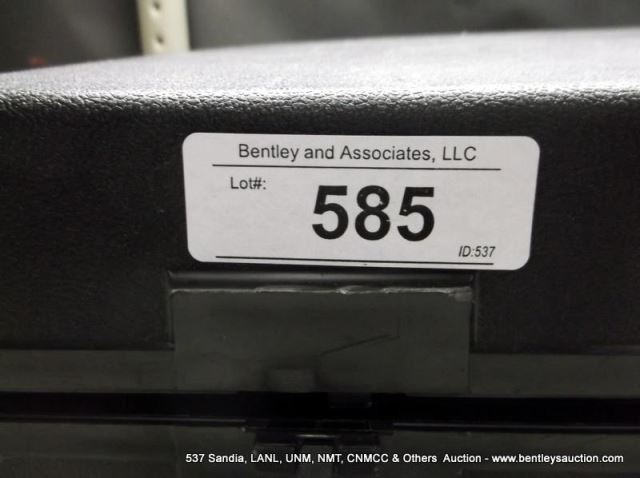 Bentley and Associates, LLC
Lot#:
585
ID:537
537 Sandia, LANL, UNM, NMT, CNMCC & Others Auction - www.bentleysauction.com